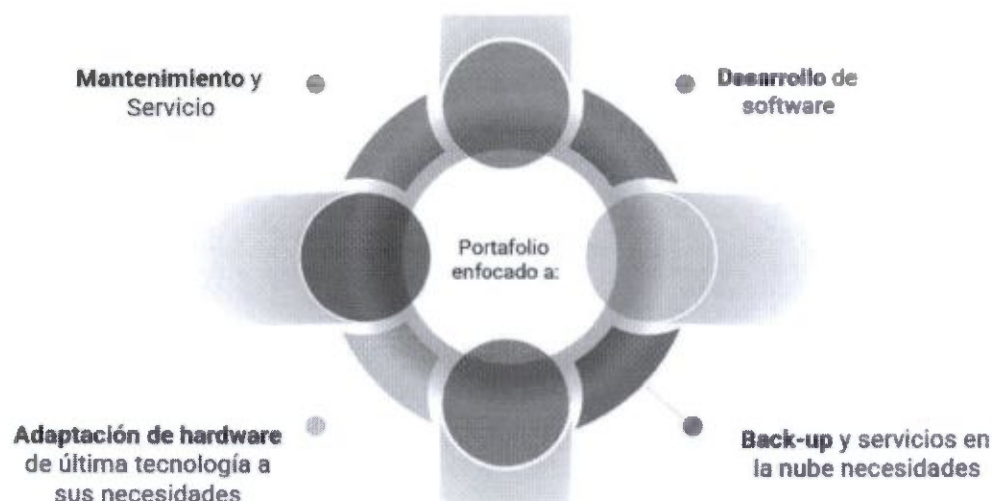 Mantenimiento y
Servicio
Desarrollo de
software
Portafolio
enfocado a:
Adaptación de hardware
de última tecnología a
sus necesidades
Back-up y servicios en
la nube necesidades